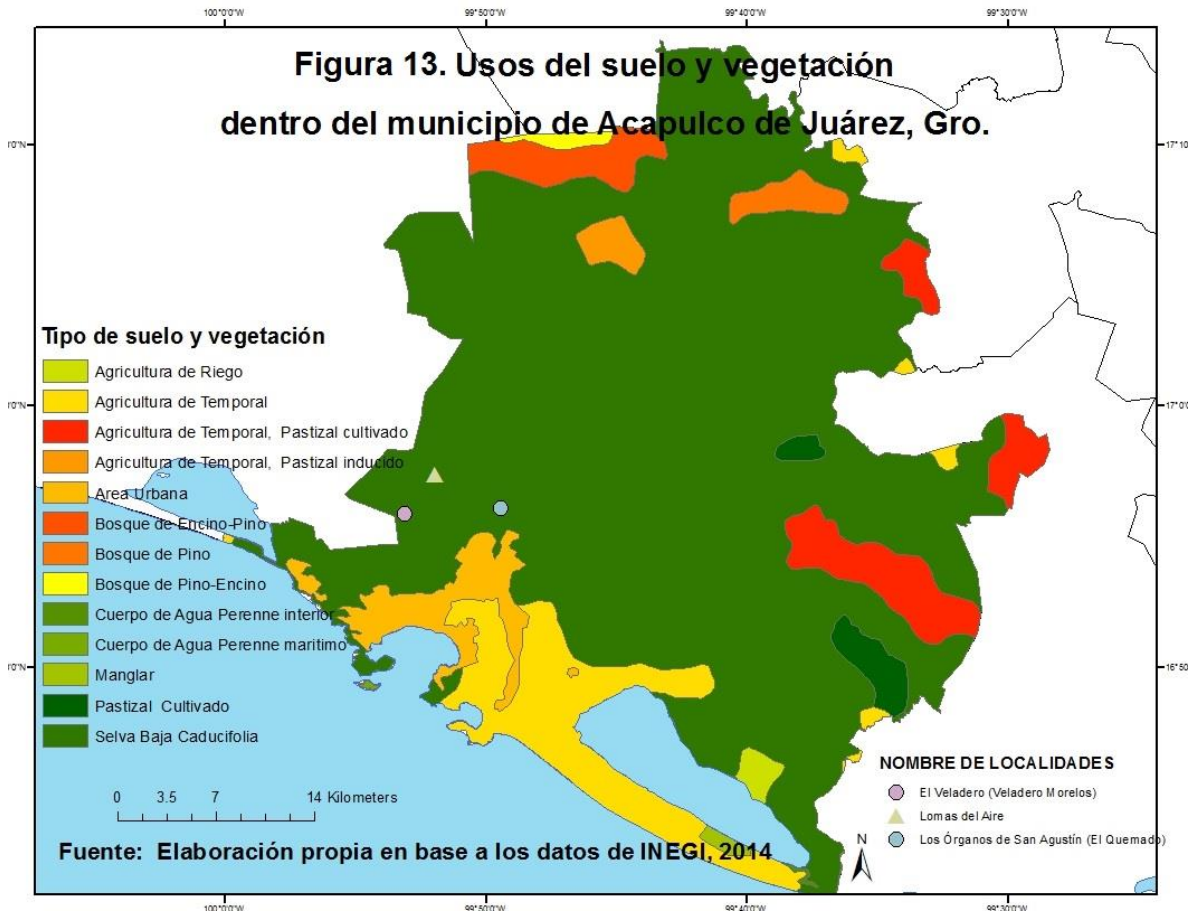 100°0'0"W
99°50'0"W
99°40'0"W
99°30'0"W
Figura 13. Usos del suelo y vegetación
dentro del municipio de Acapulco de Juárez, Gro.
17°10'
Tipo de suelo y vegetación
Agricultura de Riego
Agricultura de Temporal
Agricultura de Temporal, Pastizal cultivado
Agricultura de Temporal, Pastizal inducido
Area Urbana
Bosque de Encino-Pino
Bosque de Pino
Bosque de Pino-Encino
Cuerpo de Agua Perenne interior
Cuerpo de Agua Perenne maritimo
Manglar
Pastizal Cultivado
Selva Baja Caducifolia
17°0'0
16°50'
0 3.5 7 14 Kilometers
NOMBRE DE LOCALIDADES
El Veladero (Veladero Morelos)
Lomas del Aire
Los Órganos de San Agustín (El Quemado)
N
Fuente: Elaboración propia en base a los datos de INEGI, 2014
100°0'0"W
99°50'0"W
99°40'0"W
99°30'0"W